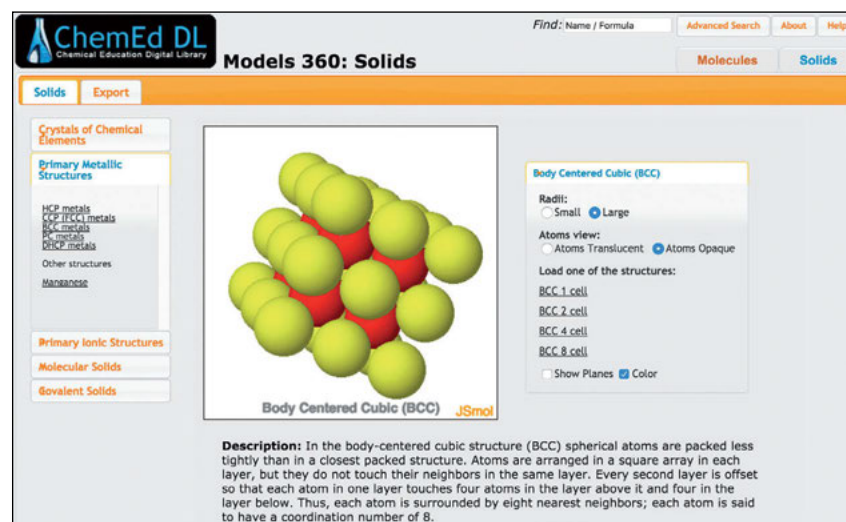 ChemEd DL
Chemical Education Digital Library
Find: Name / Formula
Advanced Search
About
Help
Models 360: Solids
Molecules
Solids
Solids
Export
Crystals of Chemical
Elements
Primary Metallic
Structures
HCP metals
CCP (FCC) metals
BCC metals
PC metals
DHCP metals
Other structures
Manganese
Primary Ionic Structures
Molecular Solids
Covalent Solids
Body Centered Cubic (BCC)
JSmol
Body Centered Cubic (BCC)
Radii:
Small Large
Atoms view:
Atoms Translucent Atoms Opaque
Load one of the structures:
BCC 1 cell
BCC 2 cell
BCC 4 cell
BCC 8 cell
Show Planes Color
Description: In the body-centered cubic structure (BCC) spherical atoms are packed less
tightly than in a closest packed structure. Atoms are arranged in a square array in each
layer, but they do not touch their neighbors in the same layer. Every second layer is offset
so that each atom in one layer touches four atoms in the layer above it and four in the
layer below. Thus, each atom is surrounded by eight nearest neighbors; each atom is said
to have a coordination number of 8.